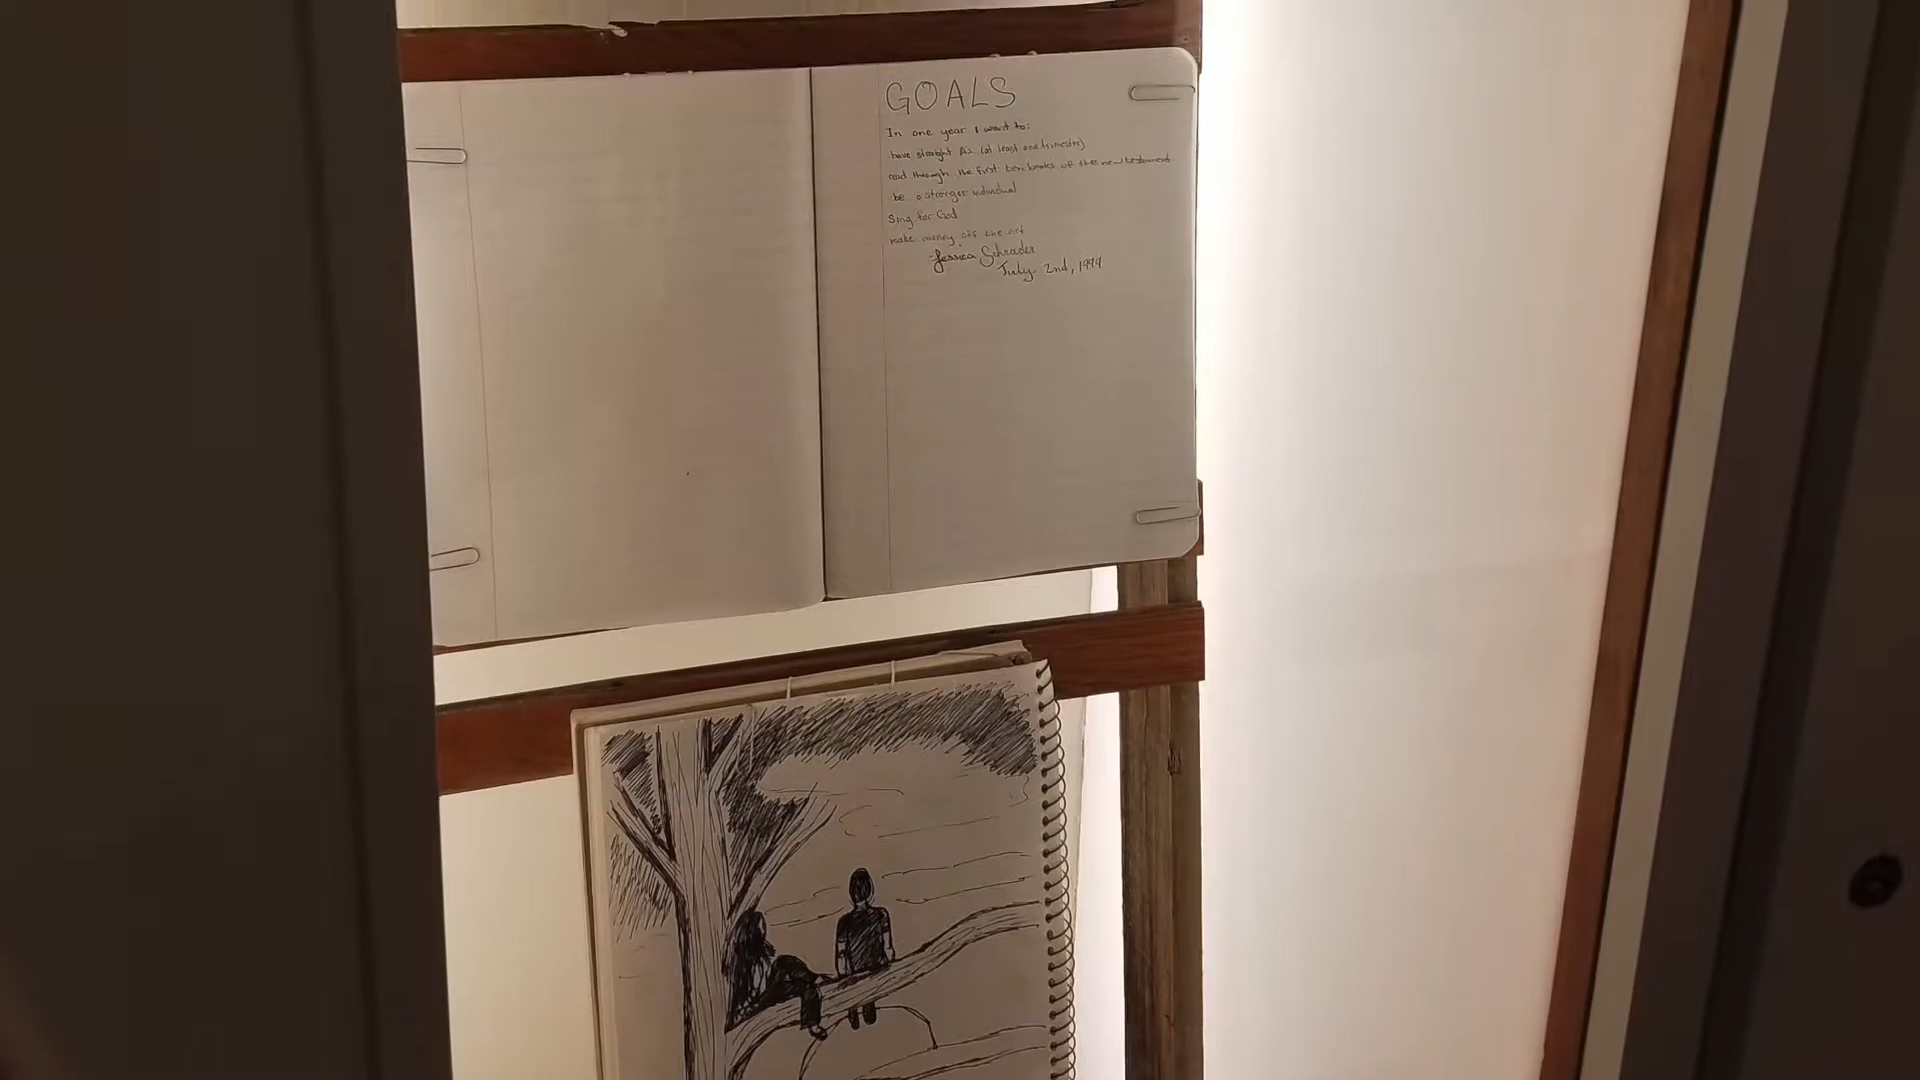 GOALS
In one year I want to:
have straight As (at least one trimester)
read through the first ten books of the new testament
be a stronger individual
Sing for God
make money off the art
-Jessica Schrader
July 2nd, 1994